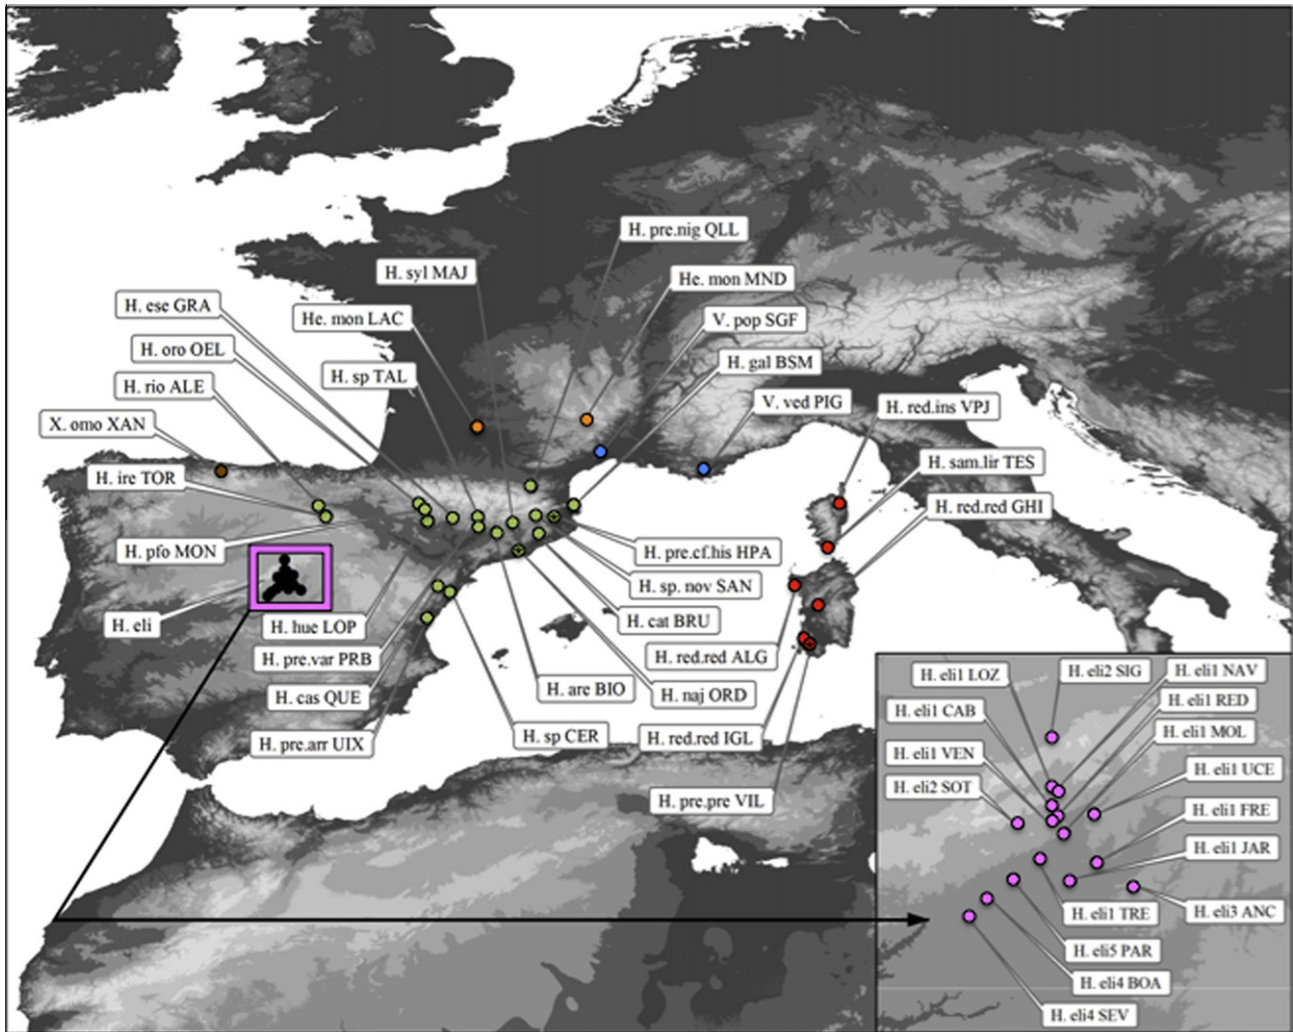 H. pre.nig QLL
H. syl MAJ
He. mon MND
H. ese GRA
He. mon LAC
V. pop SGF
H. oro OEL
H. gal BSM
H. sp TAL
H. rio ALE
V. ved PIG
H. red.ins VPJ
X. omo XAN
H. sam.lir TES
H. ire TOR
H. red.red GHI
H. pfo MON
H. pre.cf.his HPA
H. sp. nov SAN
H. eli
H. hue LOP
H. cat BRU
H. pre.var PRB
H. red.red ALG
H. cas QUE
H. are BIO
H. naj ORD
H. pre.arr UIX
H. sp CER
H. red.red IGL
H. pre.pre VIL
H. eli1 LOZ
H. eli2 SIG
H. eli1 NAV
H. eli1 CAB
H. eli1 RED
H. eli1 MOL
H. eli1 VEN
H. eli1 UCE
H. eli2 SOT
H. eli1 FRE
H. eli1 JAR
H. eli1 TRE
H. eli3 ANC
H. eli5 PAR
H. eli4 BOA
H. eli4 SEV